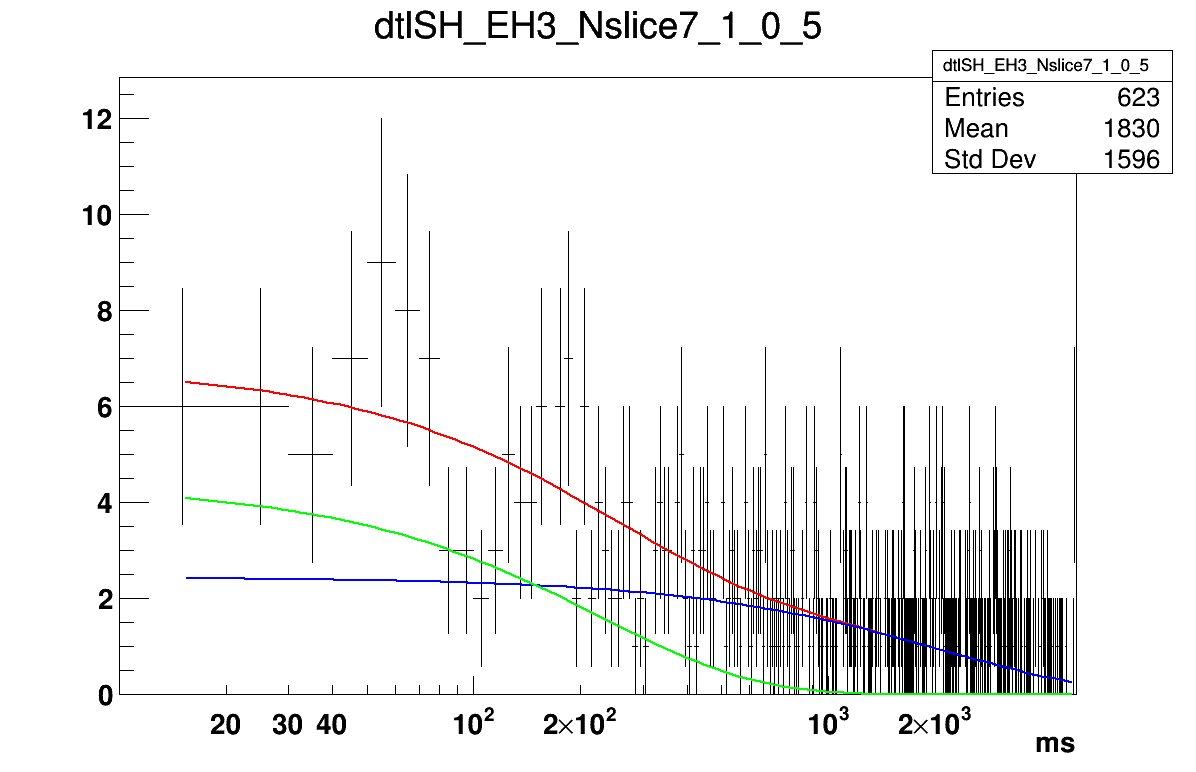 dtlSH_EH3_Nslice7_1_0_5
dtlSH_EH3_Nslice7_1_0_5
Entries 623
Mean 1830
Std Dev 1596
12
10
8
6
4
2
0
20 30 40 10² 2×10² 10³ 2×10³
ms